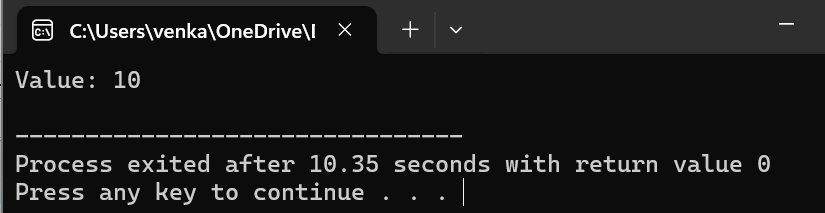 C:\Users\venka\OneDrive\
Value: 10
--------------------------------
Process exited after 10.35 seconds with return value 0
Press any key to continue . . .